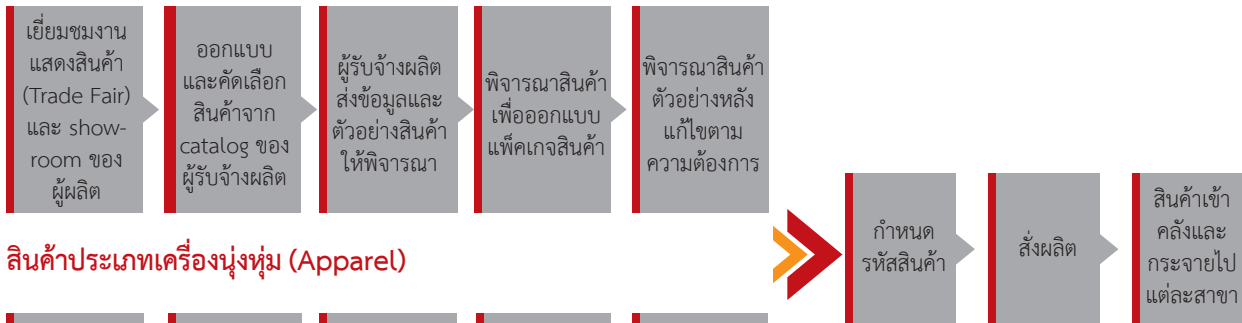 เยี่ยมชมงาน
แสดงสินค้า
(Trade Fair)
และ show-
room ของ
ผู้ผลิต
ออกแบบ
และคัดเลือก
สินค้าจาก
catalog ของ
ผู้รับจ้างผลิต
ผู้รับจ้างผลิต
ส่งข้อมูลและ
ตัวอย่างสินค้า
ให้พิจารณา
พิจารณาสินค้า
เพื่อออกแบบ
แพ็คเกจสินค้า
พิจารณาสินค้า
ตัวอย่างหลัง
แก้ไขตาม
ความต้องการ
สินค้าประเภทเครื่องนุ่งห่ม (Apparel)
กำหนด
รหัสสินค้า
สั่งผลิต
สินค้าเข้า
คลังและ
กระจายไป
แต่ละสาขา